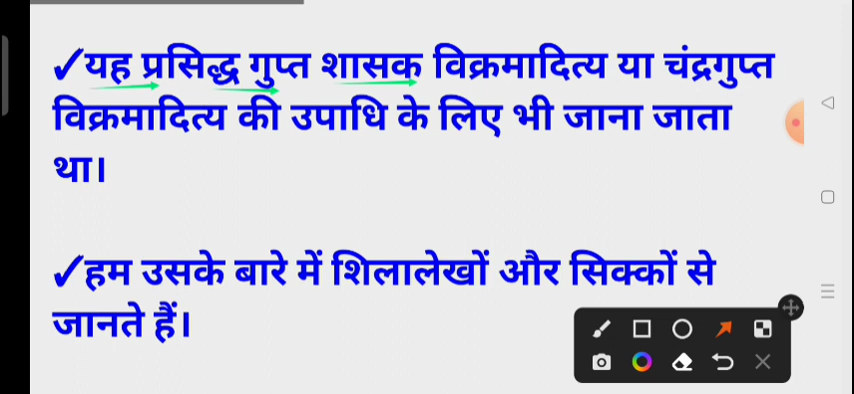 ✓यह प्रसिद्ध गुप्त शासक विक्रमादित्य या चंद्रगुप्त
विक्रमादित्य की उपाधि के लिए भी जाना जाता
था।
✓हम उसके बारे में शिलालेखों और सिक्कों से
जानते हैं।